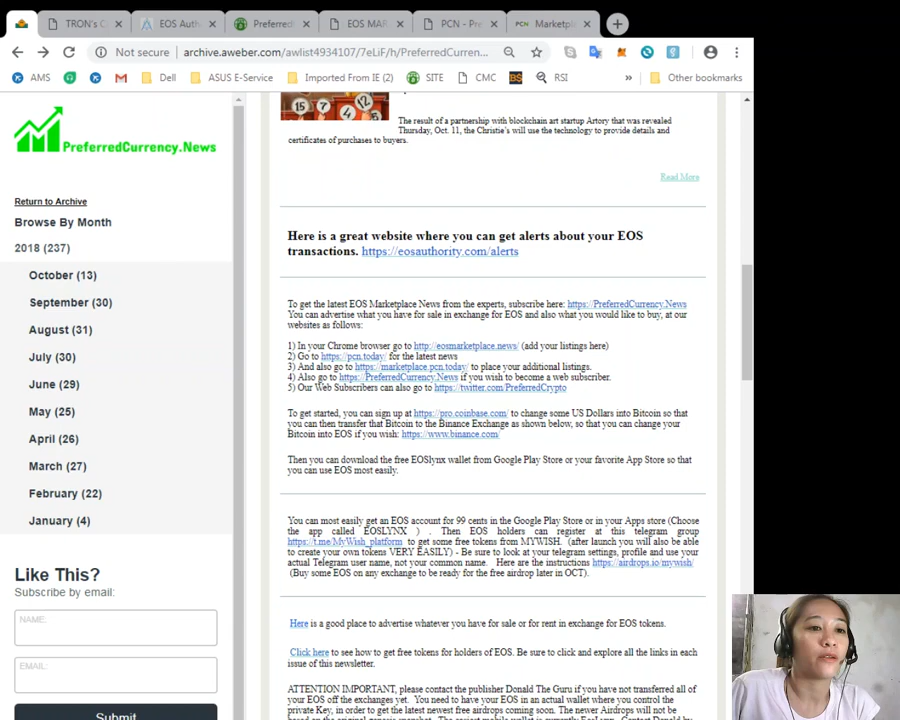 TRON's C
EOS Auth
Preferred
EOS MAR
PCN - Pre
Marketpl
Not secure
archive.aweber.com/awlist4934107/7eLiF/h/PreferredCurren...
AMS
Dell
ASUS E-Service
Imported From IE (2)
SITE
CMC
BS
RSI
»
Other bookmarks
PreferredCurrency.News
Return to Archive
Browse By Month
2018 (237)
October (13)
September (30)
August (31)
July (30)
June (29)
May (25)
April (26)
March (27)
February (22)
January (4)
Like This?
Subscribe by email:
NAME:
EMAIL:
Submit
15 7 4 12
The result of a partnership with blockchain art startup Artory that was revealed
Thursday, Oct. 11, the Christie's will use the technology to provide details and
certificates of purchases to buyers.
Read More
Here is a great website where you can get alerts about your EOS
transactions. https://eosauthority.com/alerts
To get the latest EOS Marketplace News from the experts, subscribe here: https://PreferredCurrency.News
You can advertise what you have for sale in exchange for EOS and also what you would like to buy, at our
websites as follows:
1) In your Chrome browser go to http://eosmarketplace.news/ (add your listings here)
2) Go to https://pcn.today/ for the latest news
3) And also go to https://marketplace.pcn.today/ to place your additional listings.
4) Also go to https://PreferredCurrency.News if you wish to become a web subscriber.
5) Our Web Subscribers can also go to https://twitter.com/PreferredCrypto
To get started, you can sign up at https://pro.coinbase.com/ to change some US Dollars into Bitcoin so that
you can then transfer that Bitcoin to the Binance Exchange as shown below, so that you can change your
Bitcoin into EOS if you wish: https://www.binance.com/
Then you can download the free EOSlynx wallet from Google Play Store or your favorite App Store so that
you can use EOS most easily.
You can most easily get an EOS account for 99 cents in the Google Play Store or in your Apps store (Choose
the app called EOSLYNX ) . Then EOS holders can register at this telegram group
https://t.me/MyWish_platform to get some free tokens from MYWISH. (after launch you will also be able
to create your own tokens VERY EASILY) - Be sure to look at your telegram settings, profile and use your
actual Telegram user name, not your common name. Here are the instructions https://airdrops.io/mywish/
(Buy some EOS on any exchange to be ready for the free airdrop later in OCT).
Here is a good place to advertise whatever you have for sale or for rent in exchange for EOS tokens.
Click here to see how to get free tokens for holders of EOS. Be sure to click and explore all the links in each
issue of this newsletter.
ATTENTION IMPORTANT, please contact the publisher Donald The Guru if you have not transferred all of
your EOS off the exchanges yet. You need to have your EOS in an actual wallet where you control the
private Key, in order to get the latest newest free airdrops coming soon. The newer Airdrops will not be